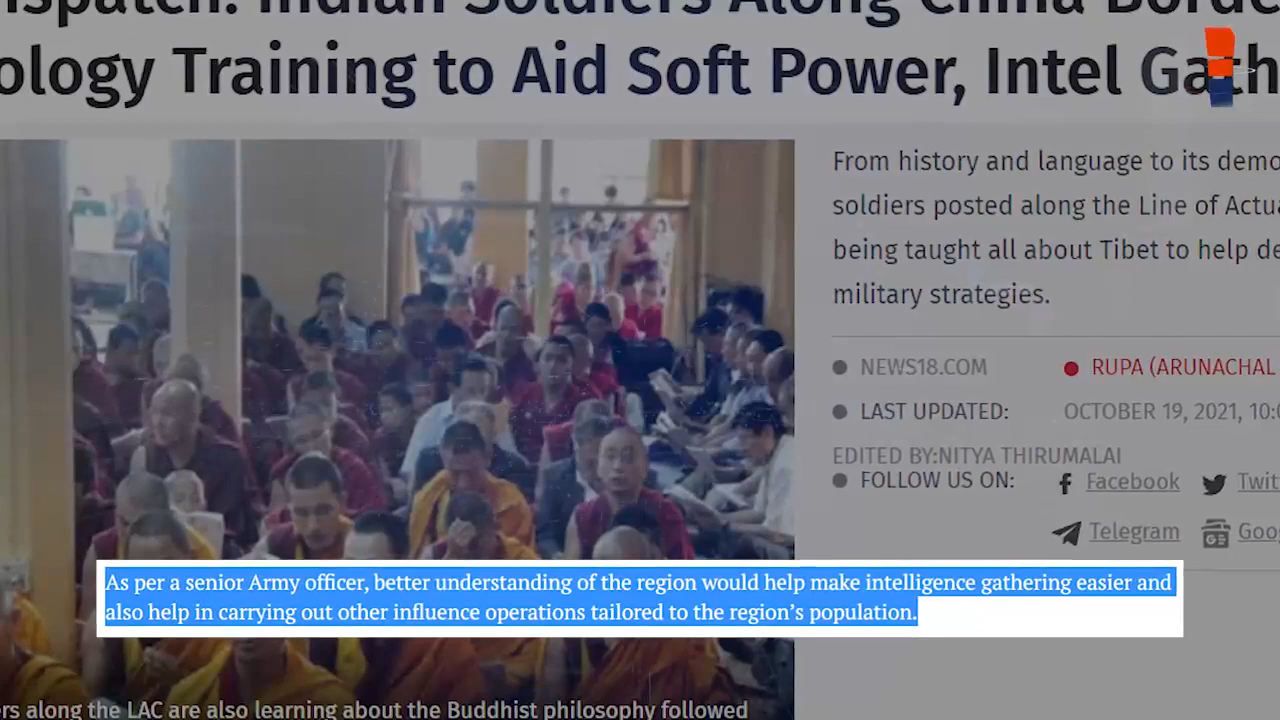 Dispatch: Indian Soldiers Along China Borde
ology Training to Aid Soft Power, Intel Gath
From history and language to its demo
soldiers posted along the Line of Actua
being taught all about Tibet to help de
military strategies.
NEWS18.COM
RUPA (ARUNACHAL
LAST UPDATED:
OCTOBER 19, 2021, 10:0
EDITED BY:NITYA THIRUMALAI
FOLLOW US ON:
Facebook
Twit
Telegram
Goog
As per a senior Army officer, better understanding of the region would help make intelligence gathering easier and
also help in carrying out other influence operations tailored to the region’s population.
ers along the LAC are also learning about the Buddhist philosophy followed